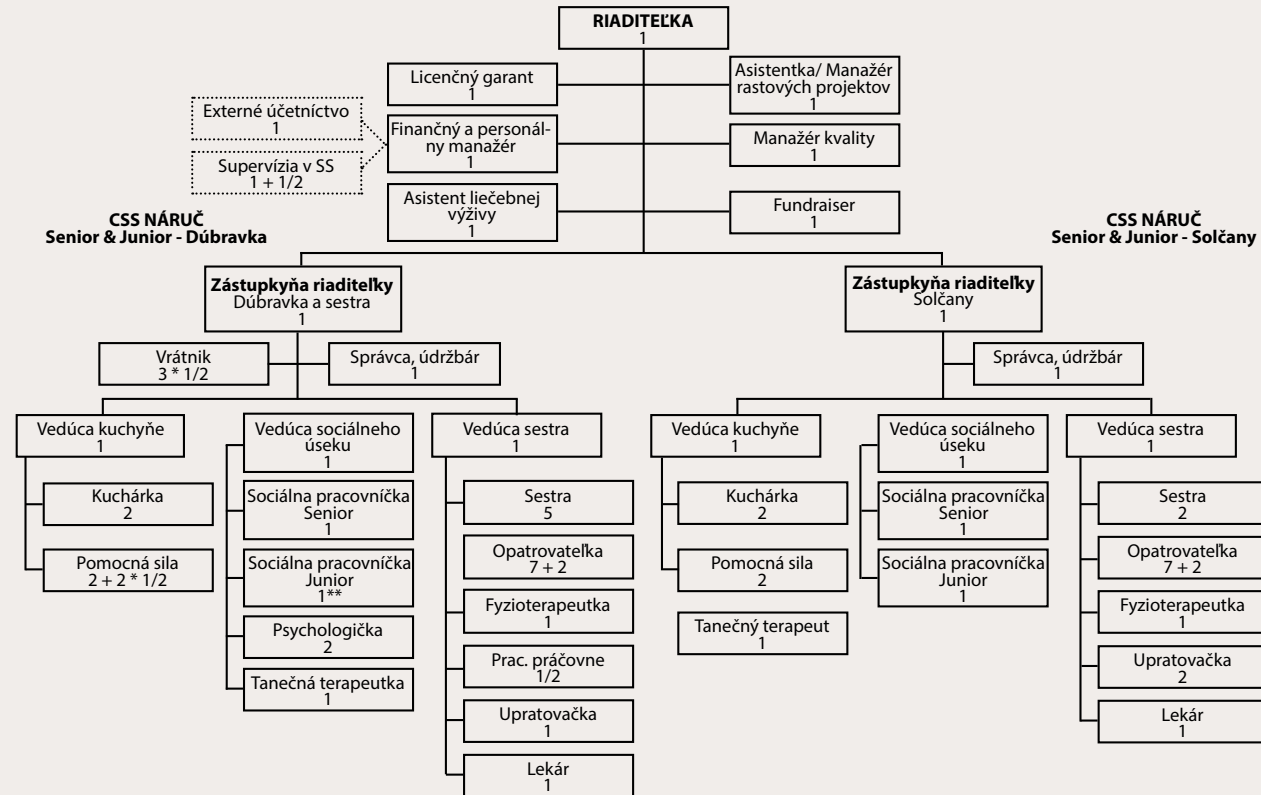 RIADITEĽKA
1
Licenčný garant
1
Asistentka/ Manažér
rastových projektov
1
Externé účetníctvo
1
Finančný a personál-
ny manažér
1
Manažér kvality
1
Supervízia v SS
1 + 1/2
Asistent liečebnej
výživy
1
Fundraiser
1
CSS NÁRUČ
Senior & Junior - Dúbravka
CSS NÁRUČ
Senior & Junior - Solčany
Zástupkyňa riaditeľky
Dúbravka a sestra
1
Zástupkyňa riaditeľky
Solčany
1
Vrátnik
3 * 1/2
Správca, údržbár
1
Správca, údržbár
1
Vedúca kuchyňe
1
Vedúca sociálneho
úseku
1
Vedúca sestra
1
Vedúca kuchyňe
1
Vedúca sociálneho
úseku
1
Vedúca sestra
1
Kuchárka
2
Pomocná sila
2 + 2 * 1/2
Sociálna pracovníčka
Senior
1
Sociálna pracovníčka
Junior
1**
Psychologička
2
Tanečná terapeutka
1
Sestra
5
Opatrovateľka
7 + 2
Fyzioterapeutka
1
Prac. práčovne
1/2
Upratovačka
1
Lekár
1
Kuchárka
2
Pomocná sila
2
Tanečný terapeut
1
Sociálna pracovníčka
Senior
1
Sociálna pracovníčka
Junior
1
Sestra
2
Opatrovateľka
7 + 2
Fyzioterapeutka
1
Upratovačka
2
Lekár
1